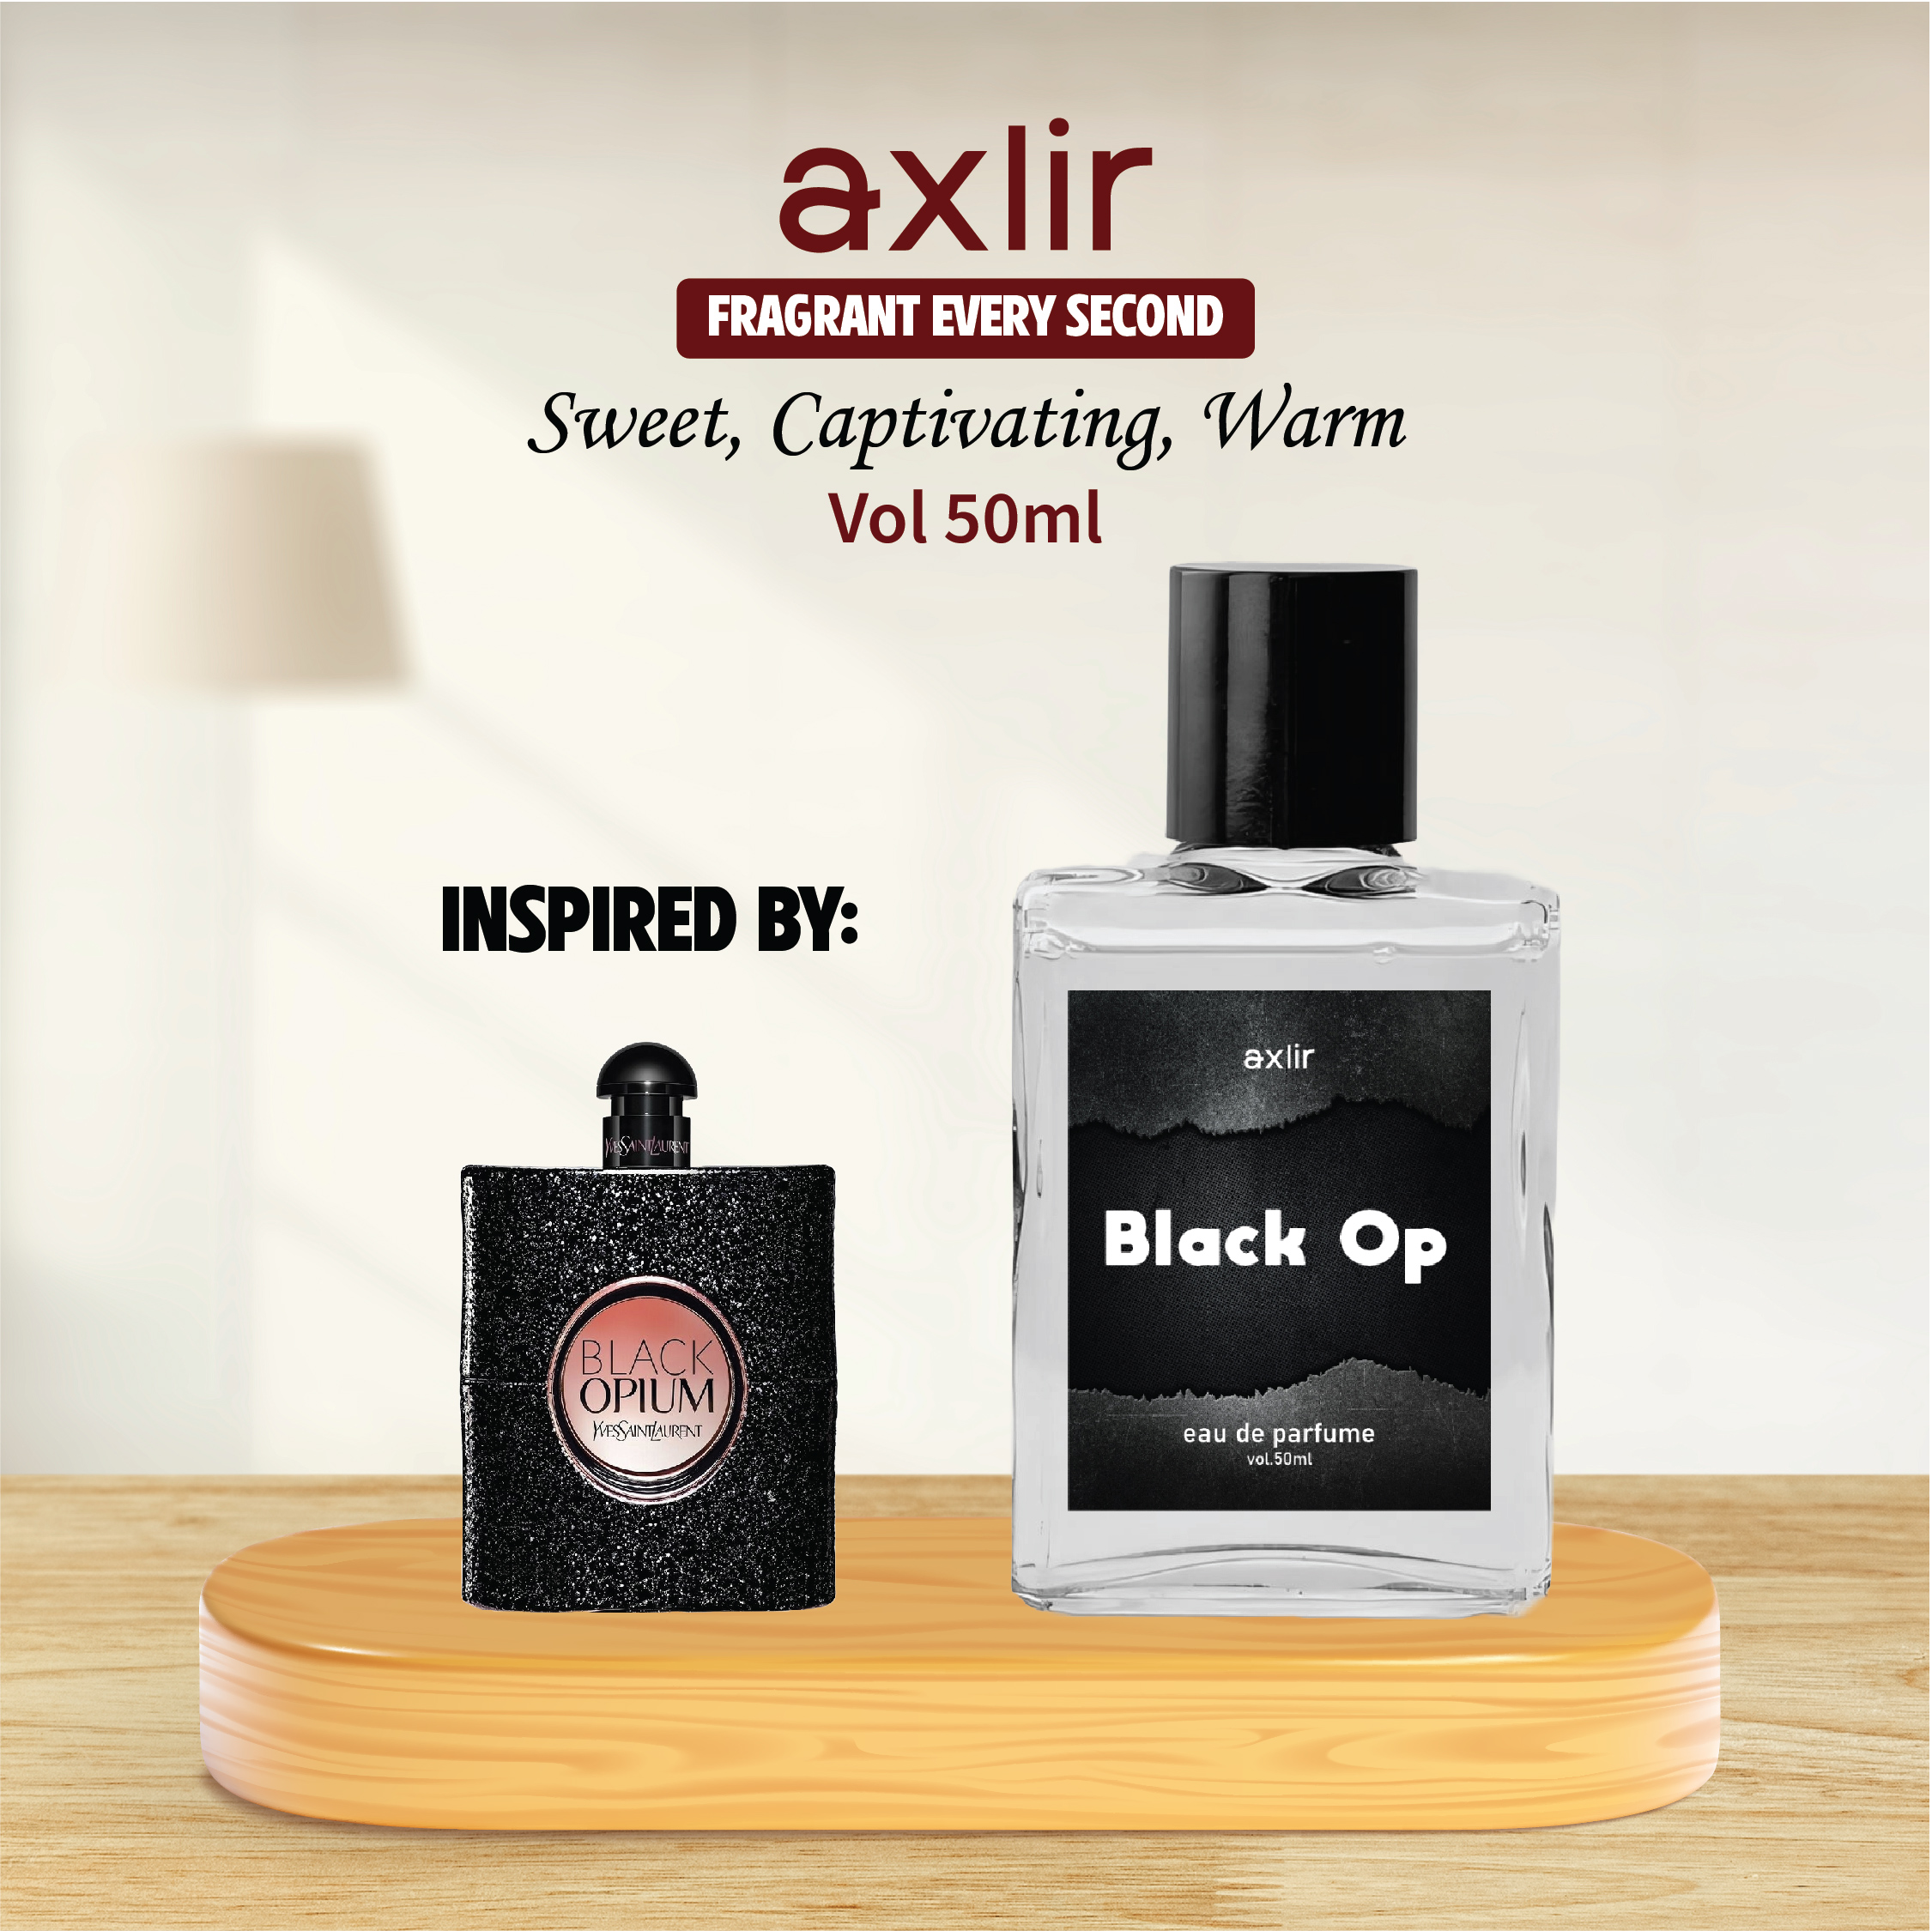 axlir
FRAGRANT EVERY SECOND
Sweet, Captivating, Warm
Vol 50ml
INSPIRED BY:
YVESSAINTLAURENT
BLACK
OPIUM
YVESSAINTLAURENT
axlir
Black Op
eau de parfume
vol.50ml